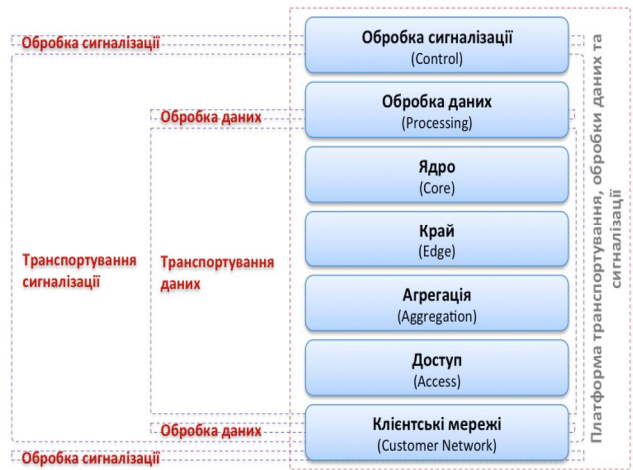 Обробка сигналізації
Обробка сигналізації
(Control)
Обробка даних
Обробка даних
(Processing)
Ядро
(Core)
Край
(Edge)
Транспортування
сигналізації
Транспортування
даних
Агрегація
(Aggregation)
Доступ
(Access)
Обробка даних
Клієнтські мережі
(Customer Network)
Обробка сигналізації
Платформа транспортування, обробки даних та
сигналізації